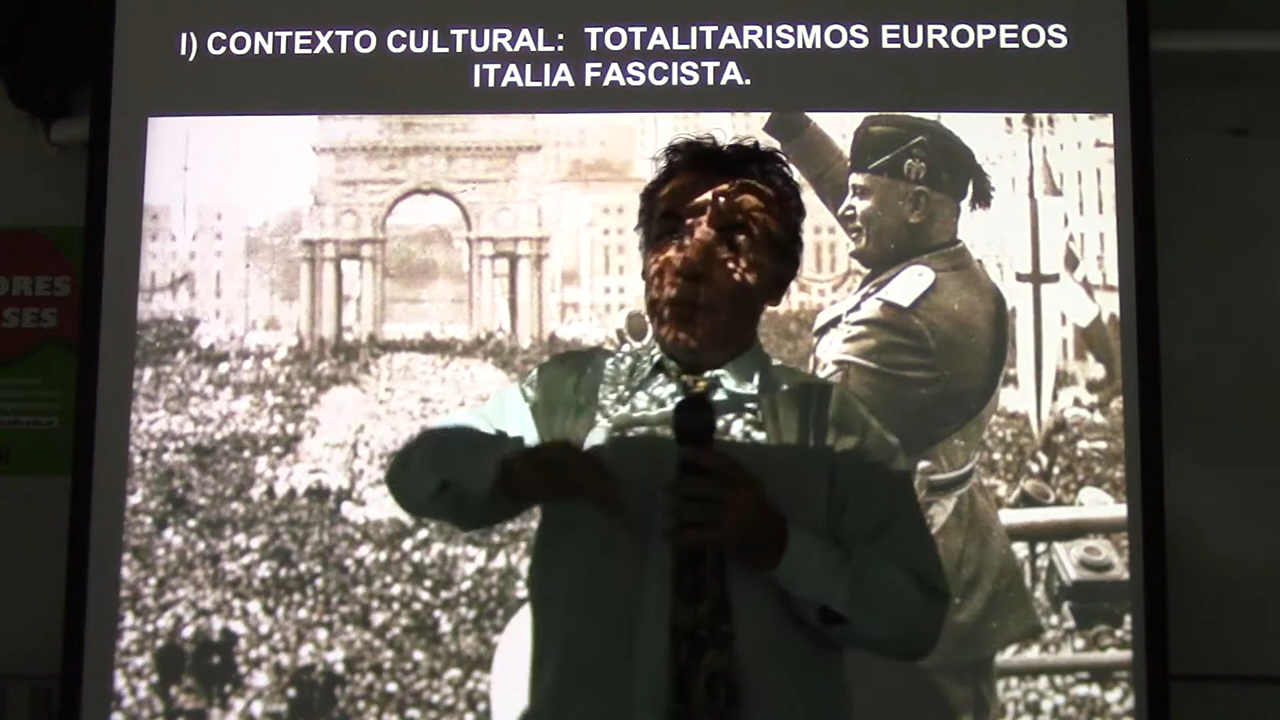 I) CONTEXTO CULTURAL: TOTALITARISMOS EUROPEOS
ITALIA FASCISTA.